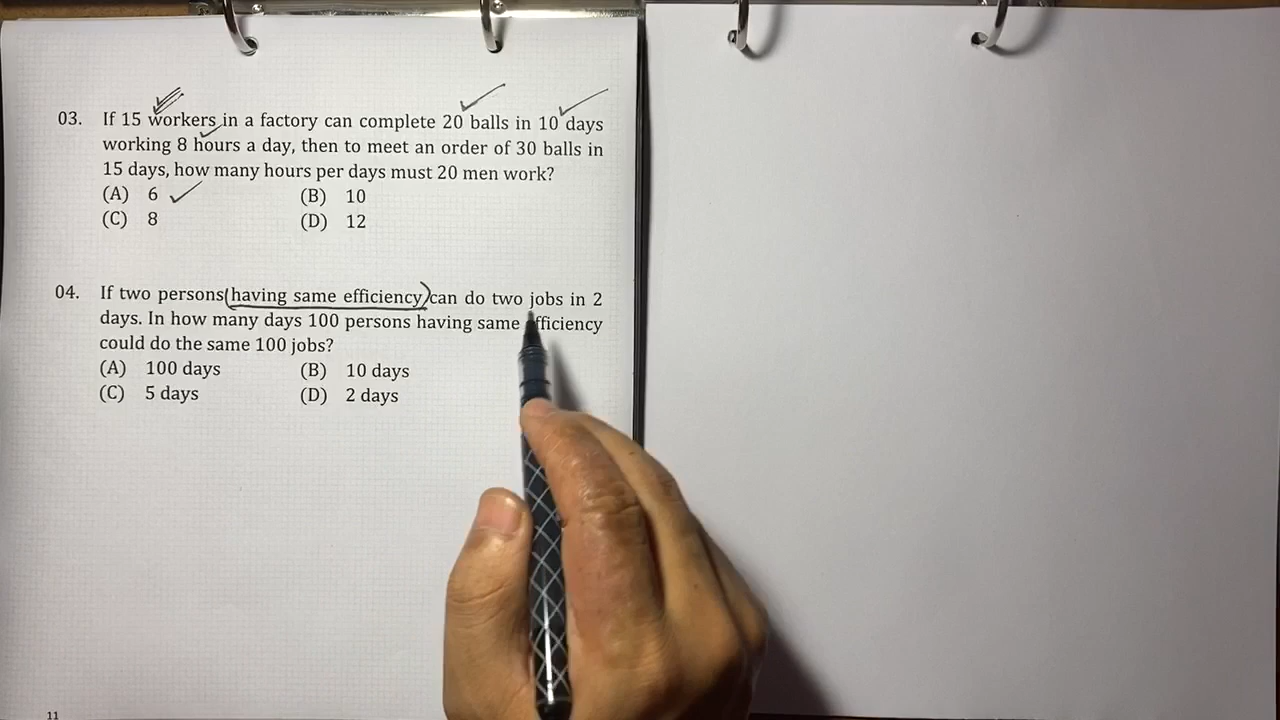 03. If 15 workers in a factory can complete 20 balls in 10 days
working 8 hours a day, then to meet an order of 30 balls in
15 days, how many hours per days must 20 men work?
(A) 6 (B) 10
(C) 8 (D) 12
04. If two persons (having same efficiency) can do two jobs in 2
days. In how many days 100 persons having same efficiency
could do the same 100 jobs?
(A) 100 days (B) 10 days
(C) 5 days (D) 2 days
11